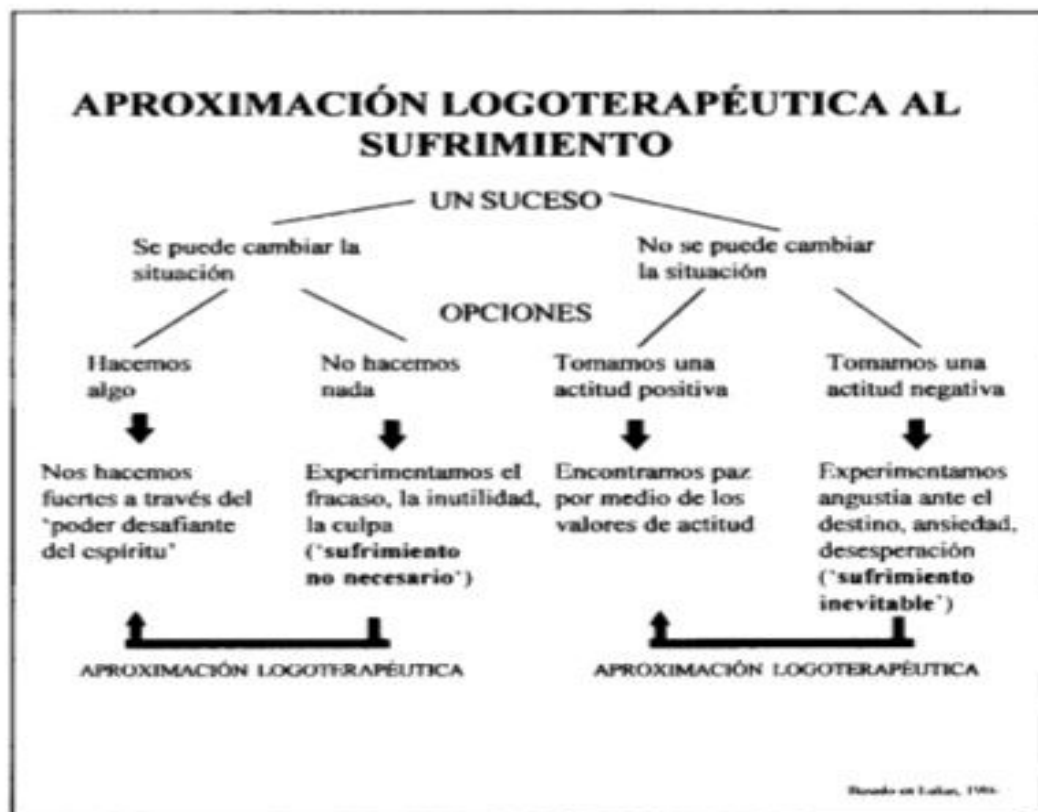 APROXIMACIÓN LOGOTERAPÉUTICA AL
SUFRIMIENTO
UN SUCESO
Se puede cambiar la
situación
No se puede cambiar
la situación
OPCIONES
Hacemos
algo
No hacemos
nada
Tomamos una
actitud positiva
Tomamos una
actitud negativa
Nos hacemos
fuertes a través del
‘poder desafiante
del espíritu’
Experimentamos el
fracaso, la inutilidad,
la culpa
(‘sufrimiento
no necesario’)
Encontramos paz
por medio de los
valores de actitud
Experimentamos
angustia ante el
destino, ansiedad,
desesperación
(‘sufrimiento
inevitable’)
APROXIMACIÓN LOGOTERAPÉUTICA
APROXIMACIÓN LOGOTERAPÉUTICA
Basado en Lukas,